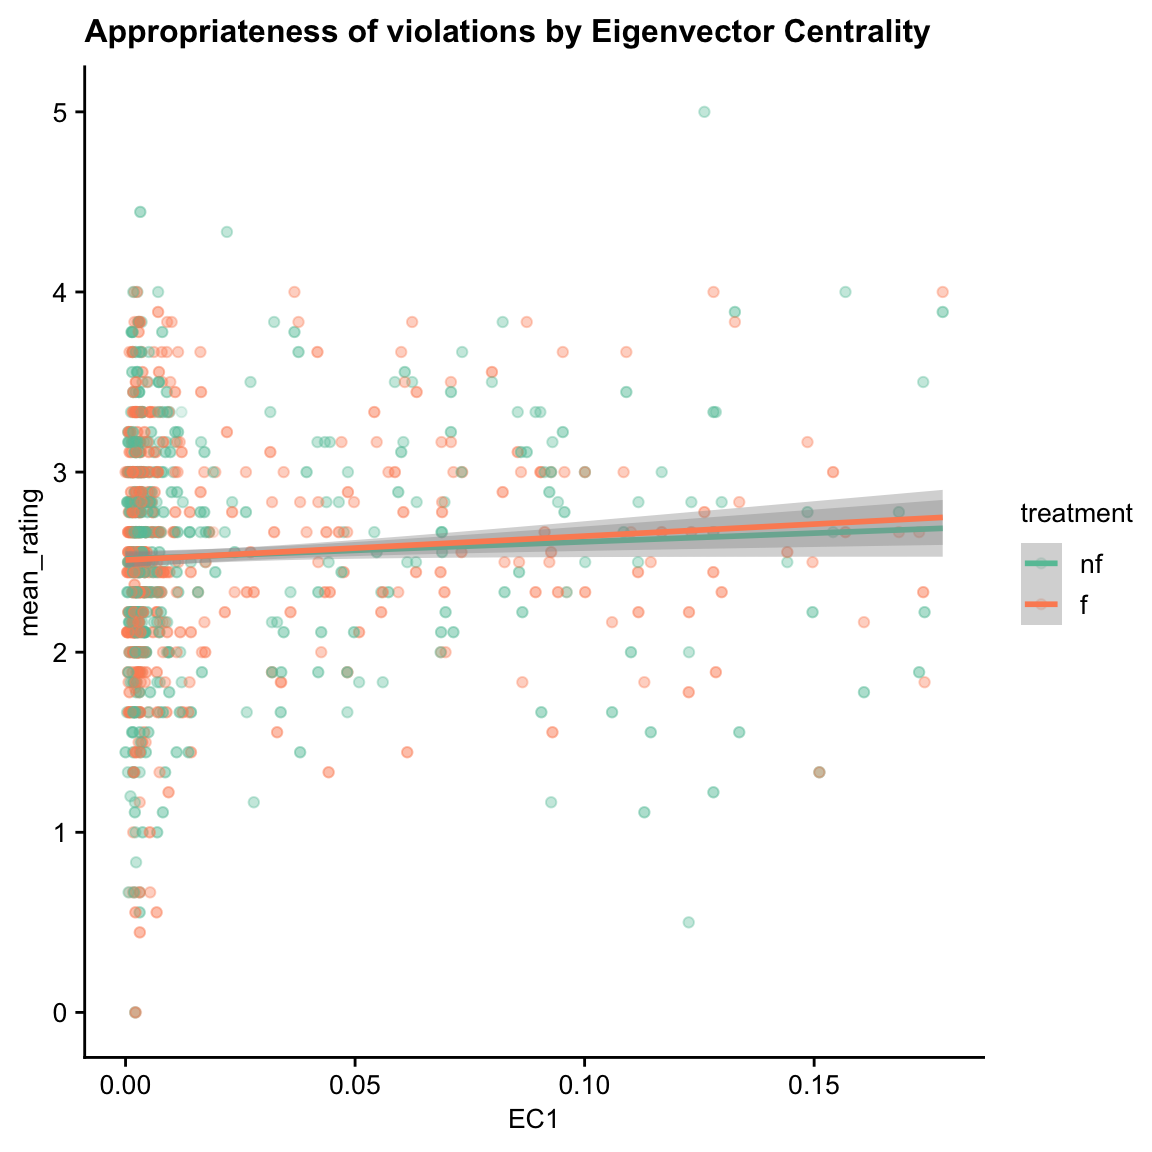 Appropriateness of violations by Eigenvector Centrality
5
4
3
2
1
0
mean_rating
0.00 0.05 0.10 0.15
EC1
treatment
nf
f